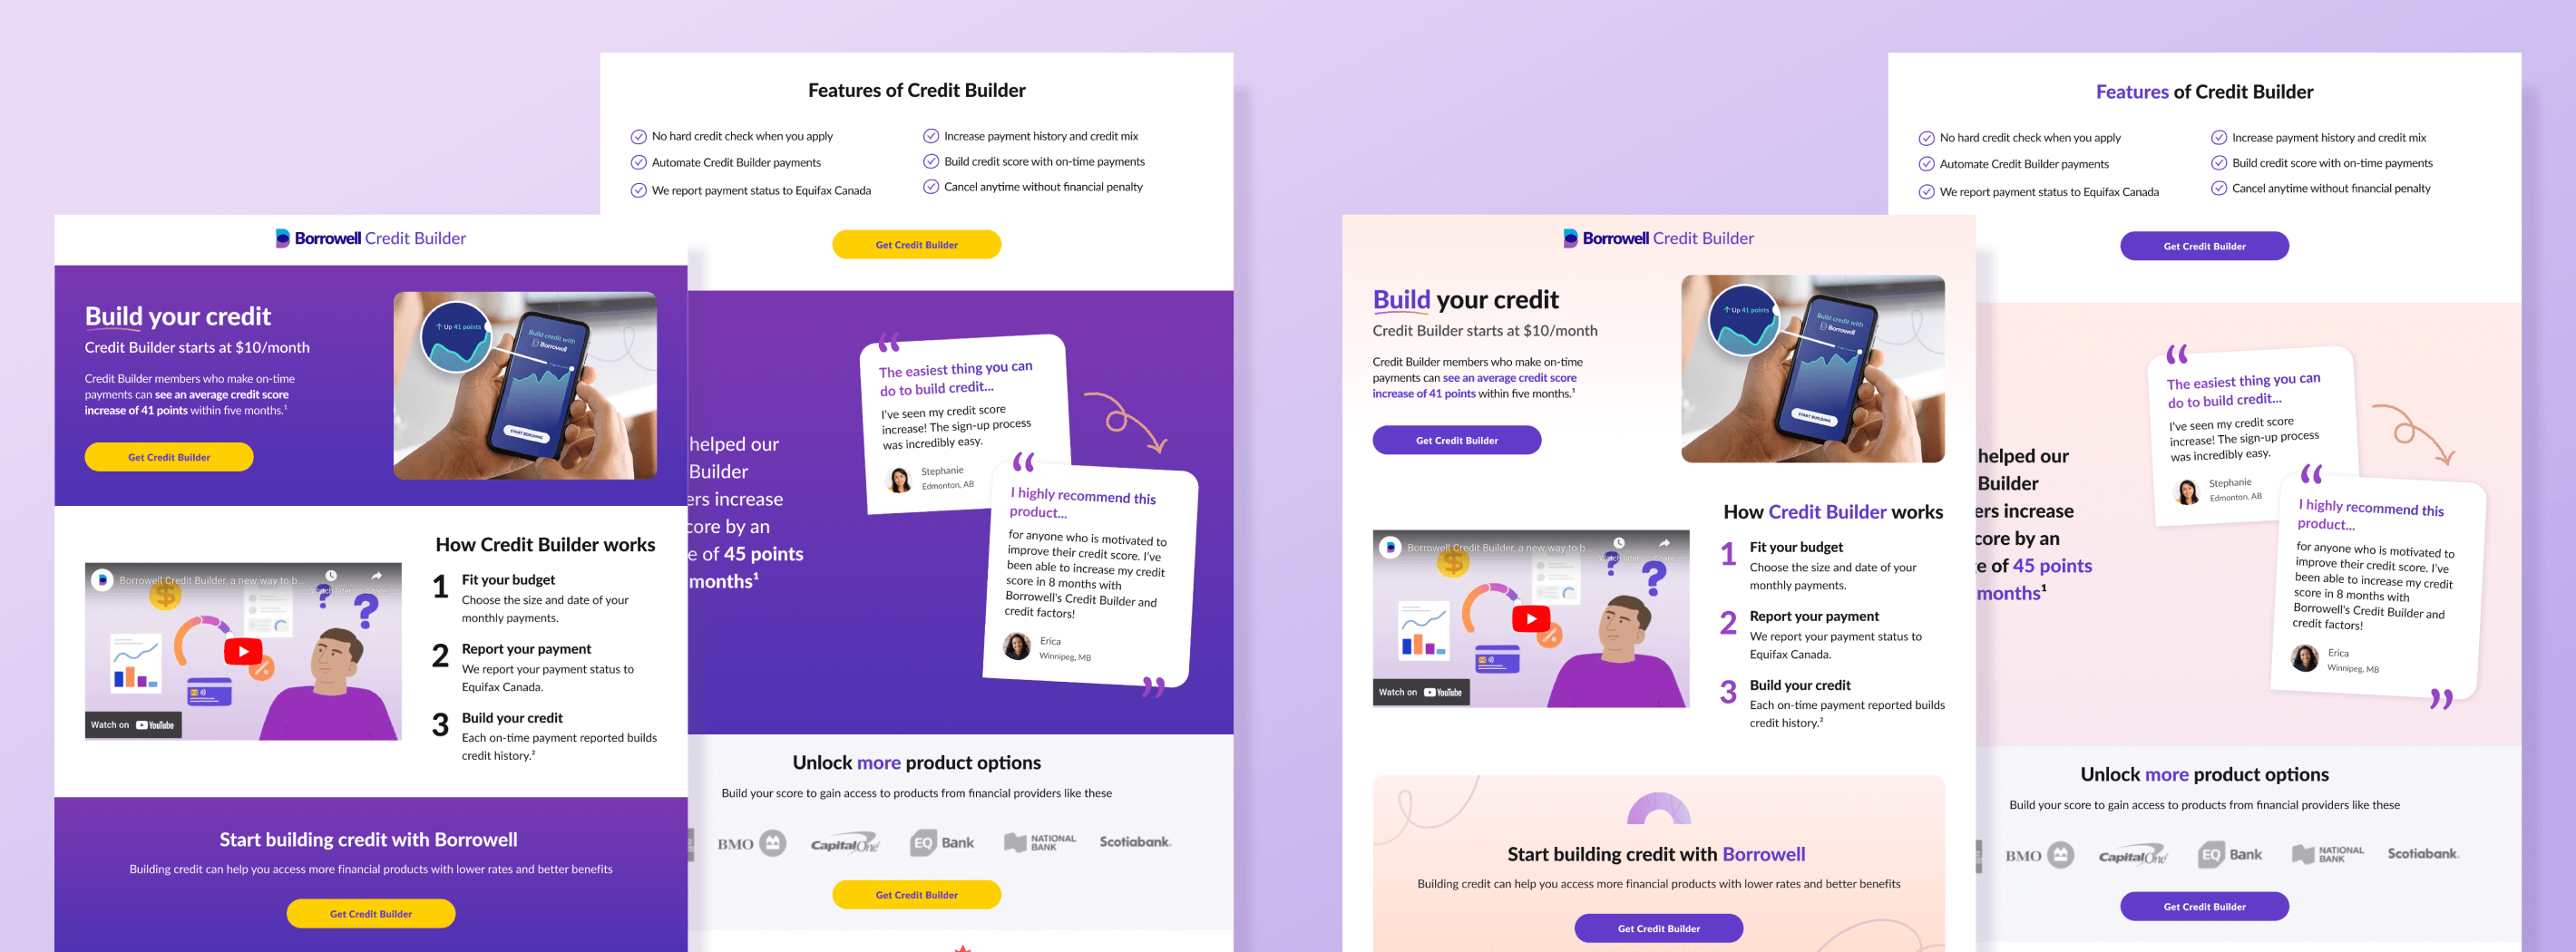 Borrowell Credit Builder
Build your credit
Credit Builder starts at $10/month
Credit Builder members who make on-time
payments can see an average credit score
increase of 41 points within five months.¹
Get Credit Builder
↑ Up 41 points
Build credit with
Borrowell
START BUILDING
How Credit Builder works
Borrowell Credit Builder, a new way to b...
Watch later
Share
Watch on YouTube
1 Fit your budget
Choose the size and date of your
monthly payments.
2 Report your payment
We report your payment status to
Equifax Canada.
3 Build your credit
Each on-time payment reported builds
credit history.²
Start building credit with Borrowell
Building credit can help you access more financial products with lower rates and better benefits
Get Credit Builder
Features of Credit Builder
No hard credit check when you apply
Automate Credit Builder payments
We report payment status to Equifax Canada
Increase payment history and credit mix
Build credit score with on-time payments
Cancel anytime without financial penalty
Get Credit Builder
helped our
Builder
ers increase
core by an
e of 45 points
months¹
“
The easiest thing you can
do to build credit...
I’ve seen my credit score
increase! The sign-up process
was incredibly easy.
Stephanie
Edmonton, AB
“
I highly recommend this
product...
for anyone who is motivated to
improve their credit score. I’ve
been able to increase my credit
score in 8 months with
Borrowell’s Credit Builder and
credit factors!
Erica
Winnipeg, MB
”
Unlock more product options
Build your score to gain access to products from financial providers like these
BMO
Capital One
EQ Bank
NATIONAL
BANK
Scotiabank.
Get Credit Builder
Borrowell Credit Builder
Build your credit
Credit Builder starts at $10/month
Credit Builder members who make on-time
payments can see an average credit score
increase of 41 points within five months.¹
Get Credit Builder
↑ Up 41 points
Build credit with
Borrowell
START BUILDING
How Credit Builder works
Borrowell Credit Builder, a new way to b...
Watch later
Share
Watch on YouTube
1 Fit your budget
Choose the size and date of your
monthly payments.
2 Report your payment
We report your payment status to
Equifax Canada.
3 Build your credit
Each on-time payment reported builds
credit history.²
Start building credit with Borrowell
Building credit can help you access more financial products with lower rates and better benefits
Get Credit Builder
Features of Credit Builder
No hard credit check when you apply
Automate Credit Builder payments
We report payment status to Equifax Canada
Increase payment history and credit mix
Build credit score with on-time payments
Cancel anytime without financial penalty
Get Credit Builder
helped our
Builder
ers increase
core by an
e of 45 points
months¹
“
The easiest thing you can
do to build credit...
I’ve seen my credit score
increase! The sign-up process
was incredibly easy.
Stephanie
Edmonton, AB
“
I highly recommend this
product...
for anyone who is motivated to
improve their credit score. I’ve
been able to increase my credit
score in 8 months with
Borrowell’s Credit Builder and
credit factors!
Erica
Winnipeg, MB
”
Unlock more product options
Build your score to gain access to products from financial providers like these
BMO
Capital One
EQ Bank
NATIONAL
BANK
Scotiabank.
Get Credit Builder